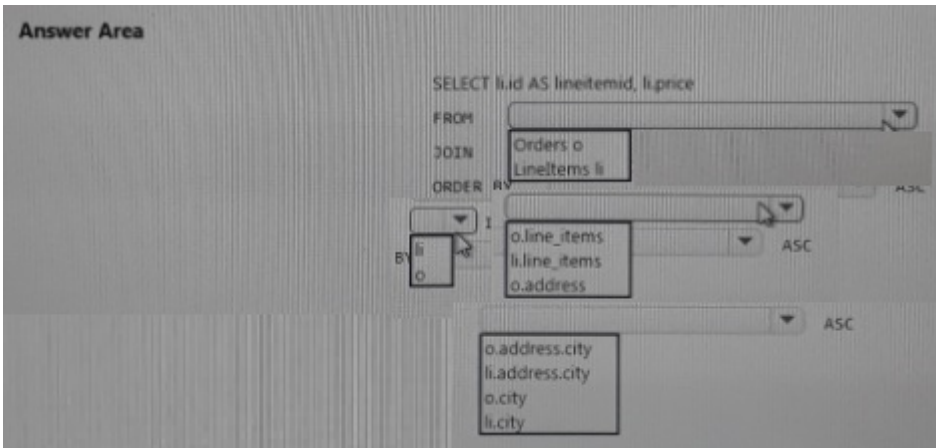 Answer Area
SELECT li.id AS lineitemid, li.price
FROM
JOIN
Orders o
LineItems li
ORDER BY ASC
I
o.line_items
li.line_items
o.address
ASC
BY
li
o
ASC
o.address.city
li.address.city
o.city
li.city